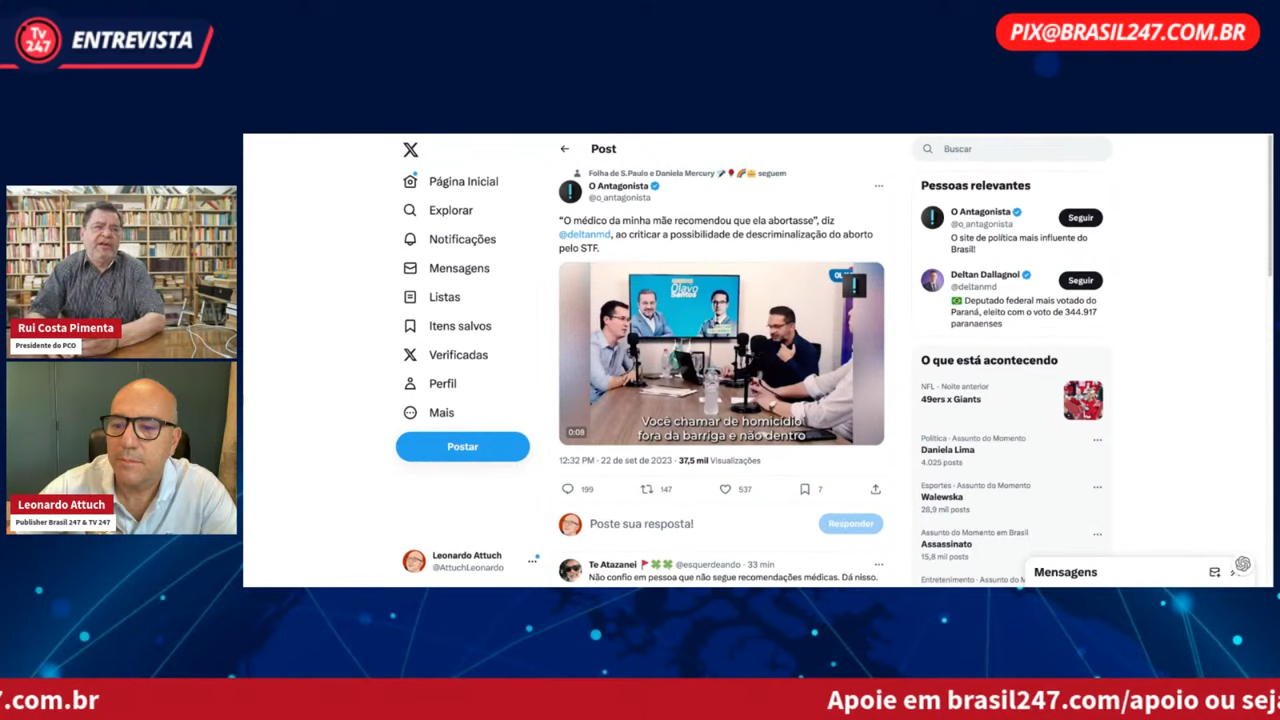 TV
247
ENTREVISTA
PIX@BRASIL247.COM.BR
Rui Costa Pimenta
Presidente do PCO
Leonardo Attuch
Publisher Brasil 247 & TV 247
Página Inicial
Explorar
Notificações
Mensagens
Listas
Itens salvos
Verificadas
Perfil
Mais
Postar
Leonardo Attuch
@AttuchLeonardo
Post
Folha de S.Paulo e Daniela Mercury seguem
O Antagonista
@o_antagonista
“O médico da minha mãe recomendou que ela abortasse”, diz
@deltanmd, ao criticar a possibilidade de descriminalização do aborto
pelo STF.
Olavo
Santos
Você chamar de homicídio
fora da barriga e não dentro
0:09
12:32 PM · 22 de set de 2023 · 37,5 mil Visualizações
199
147
537
7
Poste sua resposta!
Responder
Te Atazanei @esquerdeando · 33 min
Não confio em pessoa que não segue recomendações médicas. Dá nisso.
Buscar
Pessoas relevantes
O Antagonista
@o_antagonista
Seguir
O site de política mais influente do
Brasil!
Deltan Dallagnol
@deltanmd
Seguir
Deputado federal mais votado do
Paraná, eleito com o voto de 344.917
paranaenses
O que está acontecendo
NFL · Noite anterior
49ers x Giants
Política · Assunto do Momento
Daniela Lima
4.025 posts
Esportes · Assunto do Momento
Walewska
28,9 mil posts
Assunto do Momento em Brasil
Assassinato
15,8 mil posts
Entretenimento · Assunto do M
Mensagens
7.com.br
Apoie em brasil247.com/apoio ou seja